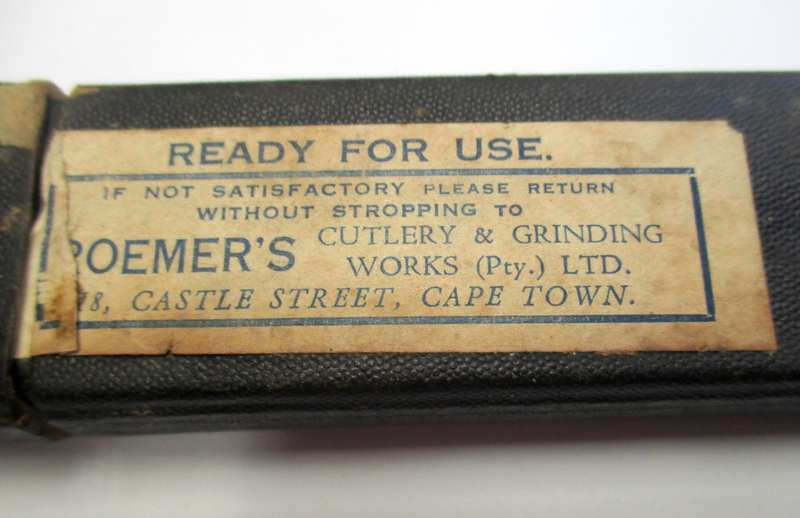 READY FOR USE.
IF NOT SATISFACTORY PLEASE RETURN
WITHOUT STROPPING TO
ROEMER'S CUTLERY & GRINDING
WORKS (Pty.) LTD.
CASTLE STREET, CAPE TOWN.